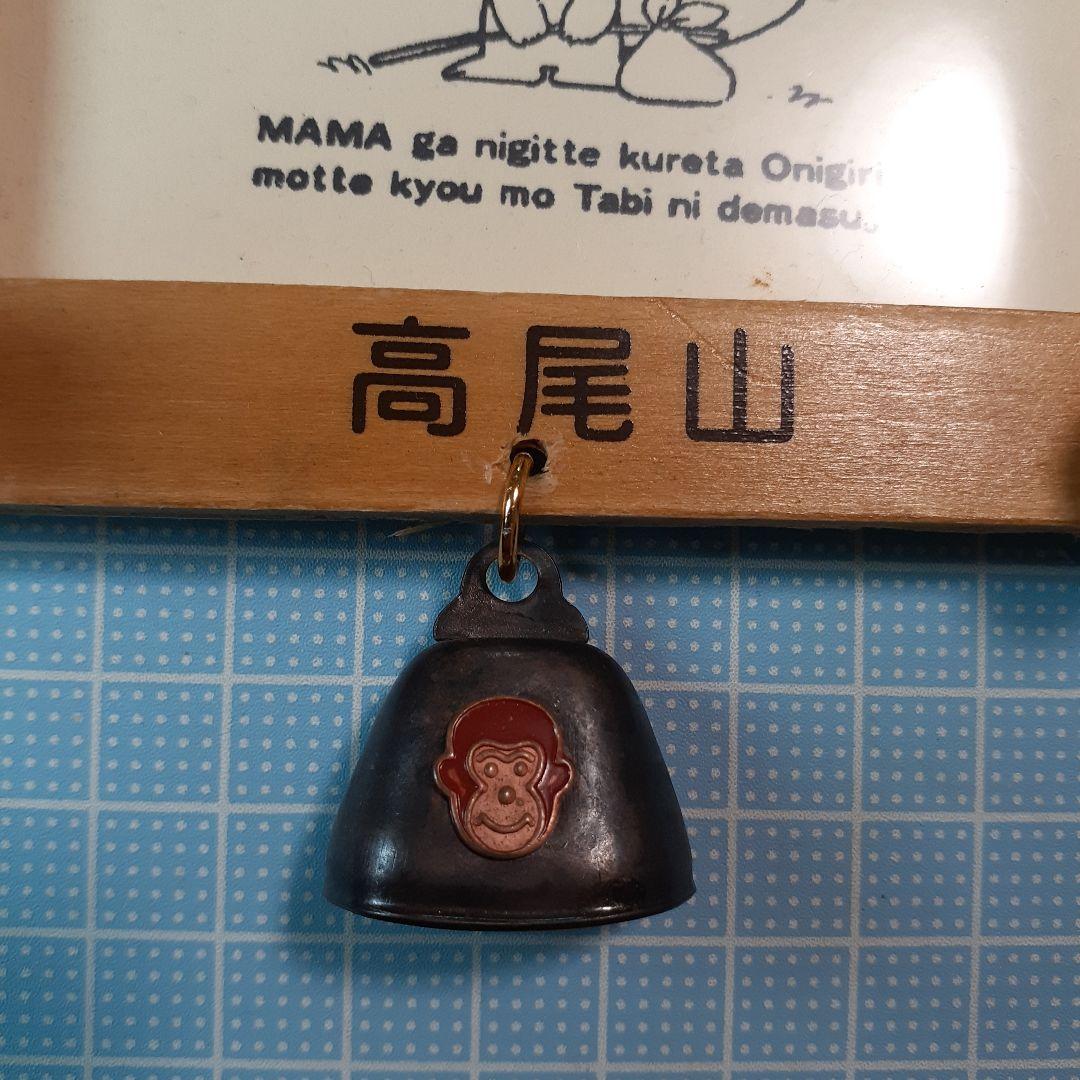 MAMA ga nigitte kureta Onigiri
motte kyou mo Tabi ni demasu.
高尾山